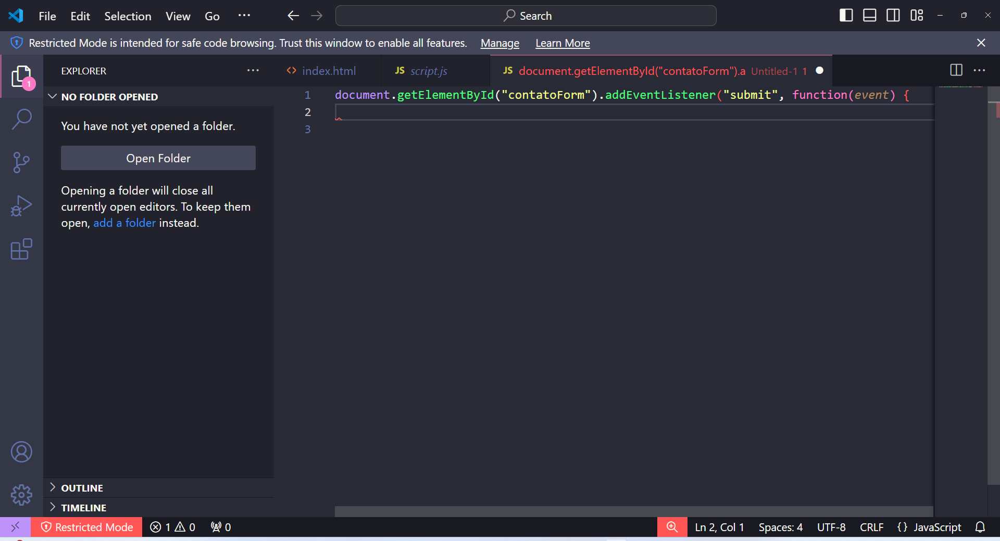 File Edit Selection View Go ···
Search
Restricted Mode is intended for safe code browsing. Trust this window to enable all features. Manage Learn More
EXPLORER
index.html
JS script.js
JS document.getElementById("contatoForm").a Untitled-1 1
NO FOLDER OPENED
You have not yet opened a folder.
Open Folder
Opening a folder will close all
currently open editors. To keep them
open, add a folder instead.
1 document.getElementById("contatoForm").addEventListener("submit", function(event) {
2
3
1
OUTLINE
TIMELINE
Restricted Mode 1 0 0
Ln 2, Col 1 Spaces: 4 UTF-8 CRLF {} JavaScript